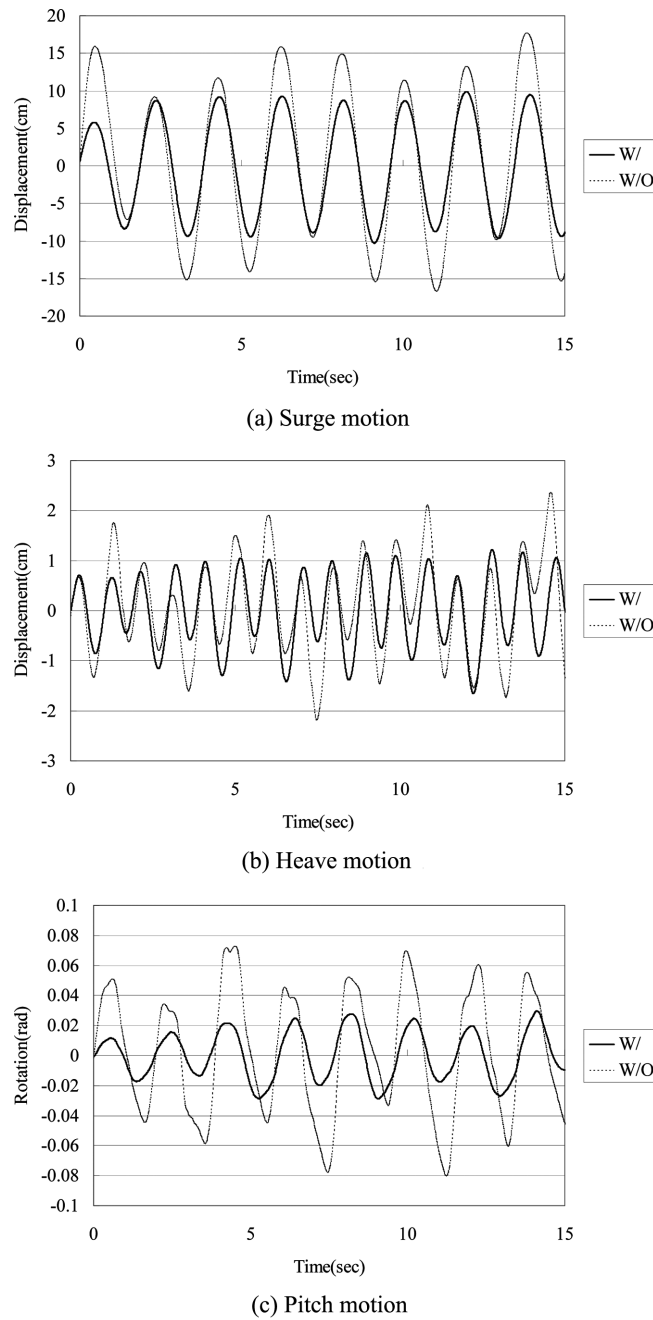 20
15
10
5
0
-5
-10
-15
-20
Displacement(cm)
0 5 10 15
Time(sec)
W/
W/O
(a) Surge motion
3
2
1
0
-1
-2
-3
Displacement(cm)
0 5 10 15
Time(sec)
W/
W/O
(b) Heave motion
0.1
0.08
0.06
0.04
0.02
0
-0.02
-0.04
-0.06
-0.08
-0.1
Rotation(rad)
0 5 10 15
Time(sec)
W/
W/O
(c) Pitch motion